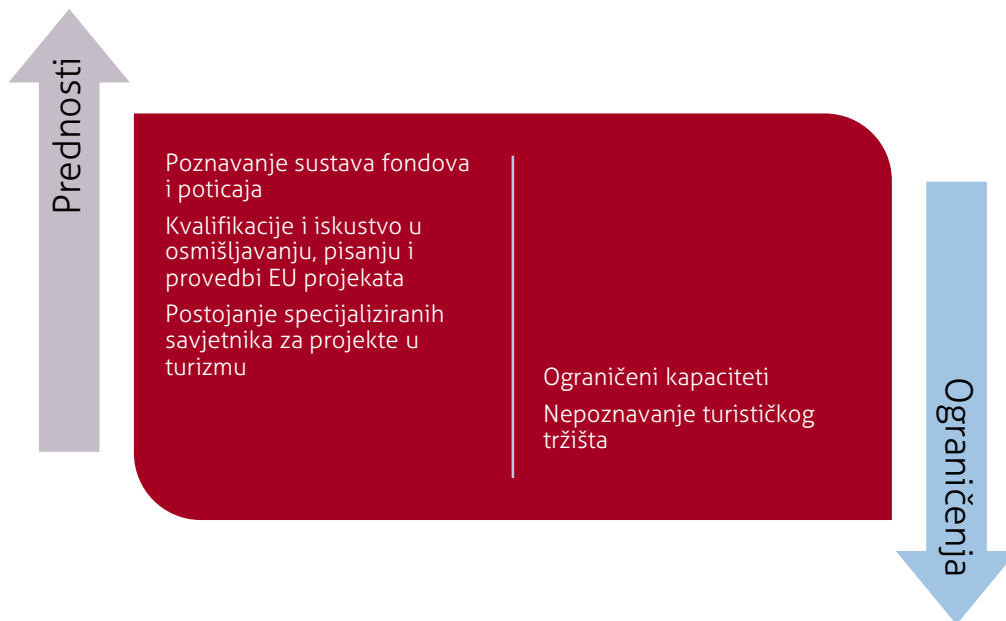 Prednosti
Poznavanje sustava fondova
i poticaja
Kvalifikacije i iskustvo u
osmišljavanju, pisanju i
provedbi EU projekata
Postojanje specijaliziranih
savjetnika za projekte u
turizmu
Ograničeni kapaciteti
Nepoznavanje turističkog
tržišta
Ograničenja